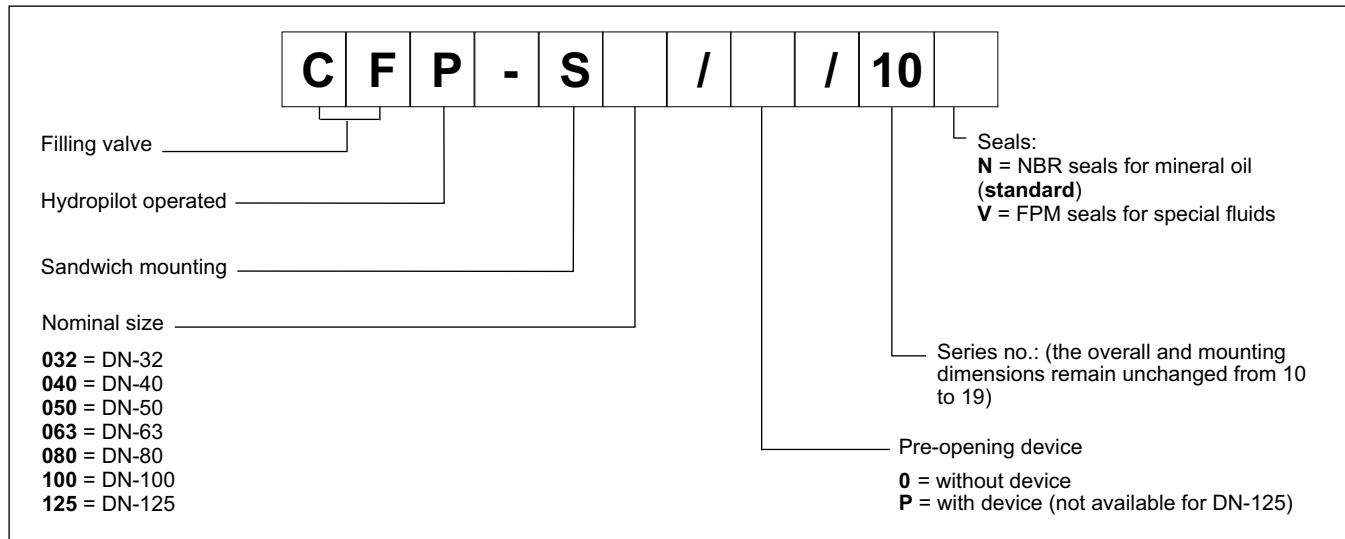 C F P - S / / 10
Filling valve
Hydropilot operated
Sandwich mounting
Nominal size
032 = DN-32
040 = DN-40
050 = DN-50
063 = DN-63
080 = DN-80
100 = DN-100
125 = DN-125
Seals:
N = NBR seals for mineral oil
(standard)
V = FPM seals for special fluids
Series no.: (the overall and mounting
dimensions remain unchanged from 10
to 19)
Pre-opening device
0 = without device
P = with device (not available for DN-125)